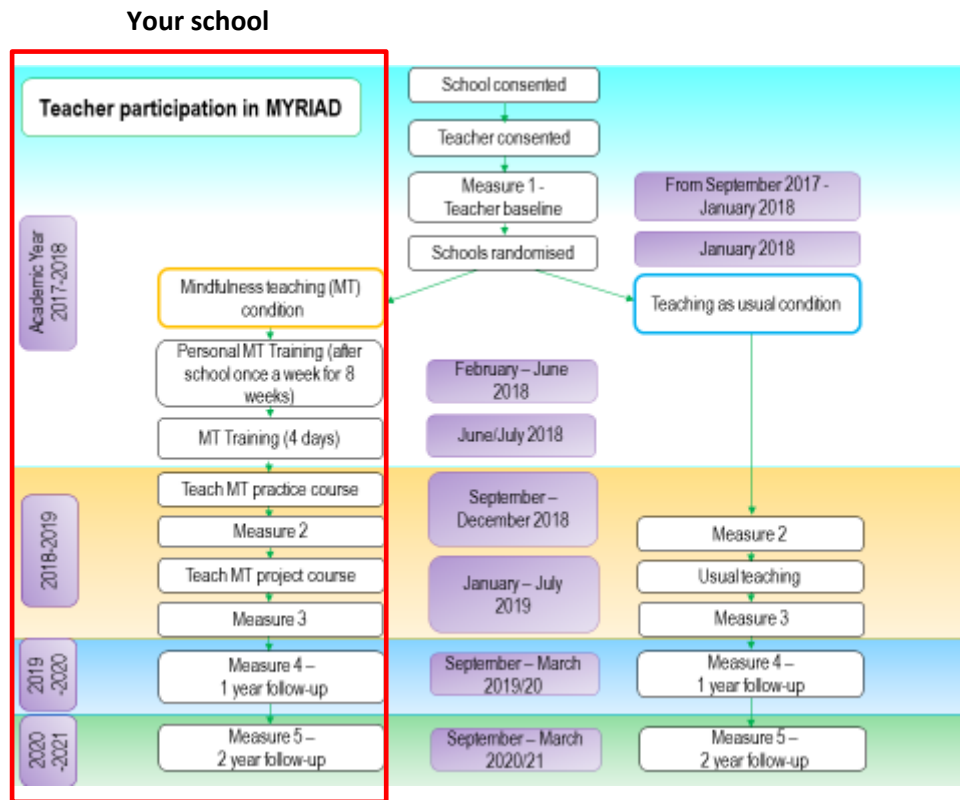 Your school
Teacher participation in MYRIAD
School consented
Teacher consented
Measure 1 -
Teacher baseline
From September 2017 -
January 2018
Schools randomised
January 2018
Academic Year
2017-2018
Mindfulness teaching (MT)
condition
Teaching as usual condition
Personal MT Training (after
school once a week for 8
weeks)
February – June
2018
MT Training (4 days)
June/July 2018
2018-2019
Teach MT practice course
September –
December 2018
Measure 2
Measure 2
Teach MT project course
January – July
2019
Usual teaching
Measure 3
Measure 3
2019
-2020
Measure 4 –
1 year follow-up
September – March
2019/20
Measure 4 –
1 year follow-up
2020
-2021
Measure 5 –
2 year follow-up
September – March
2020/21
Measure 5 –
2 year follow-up